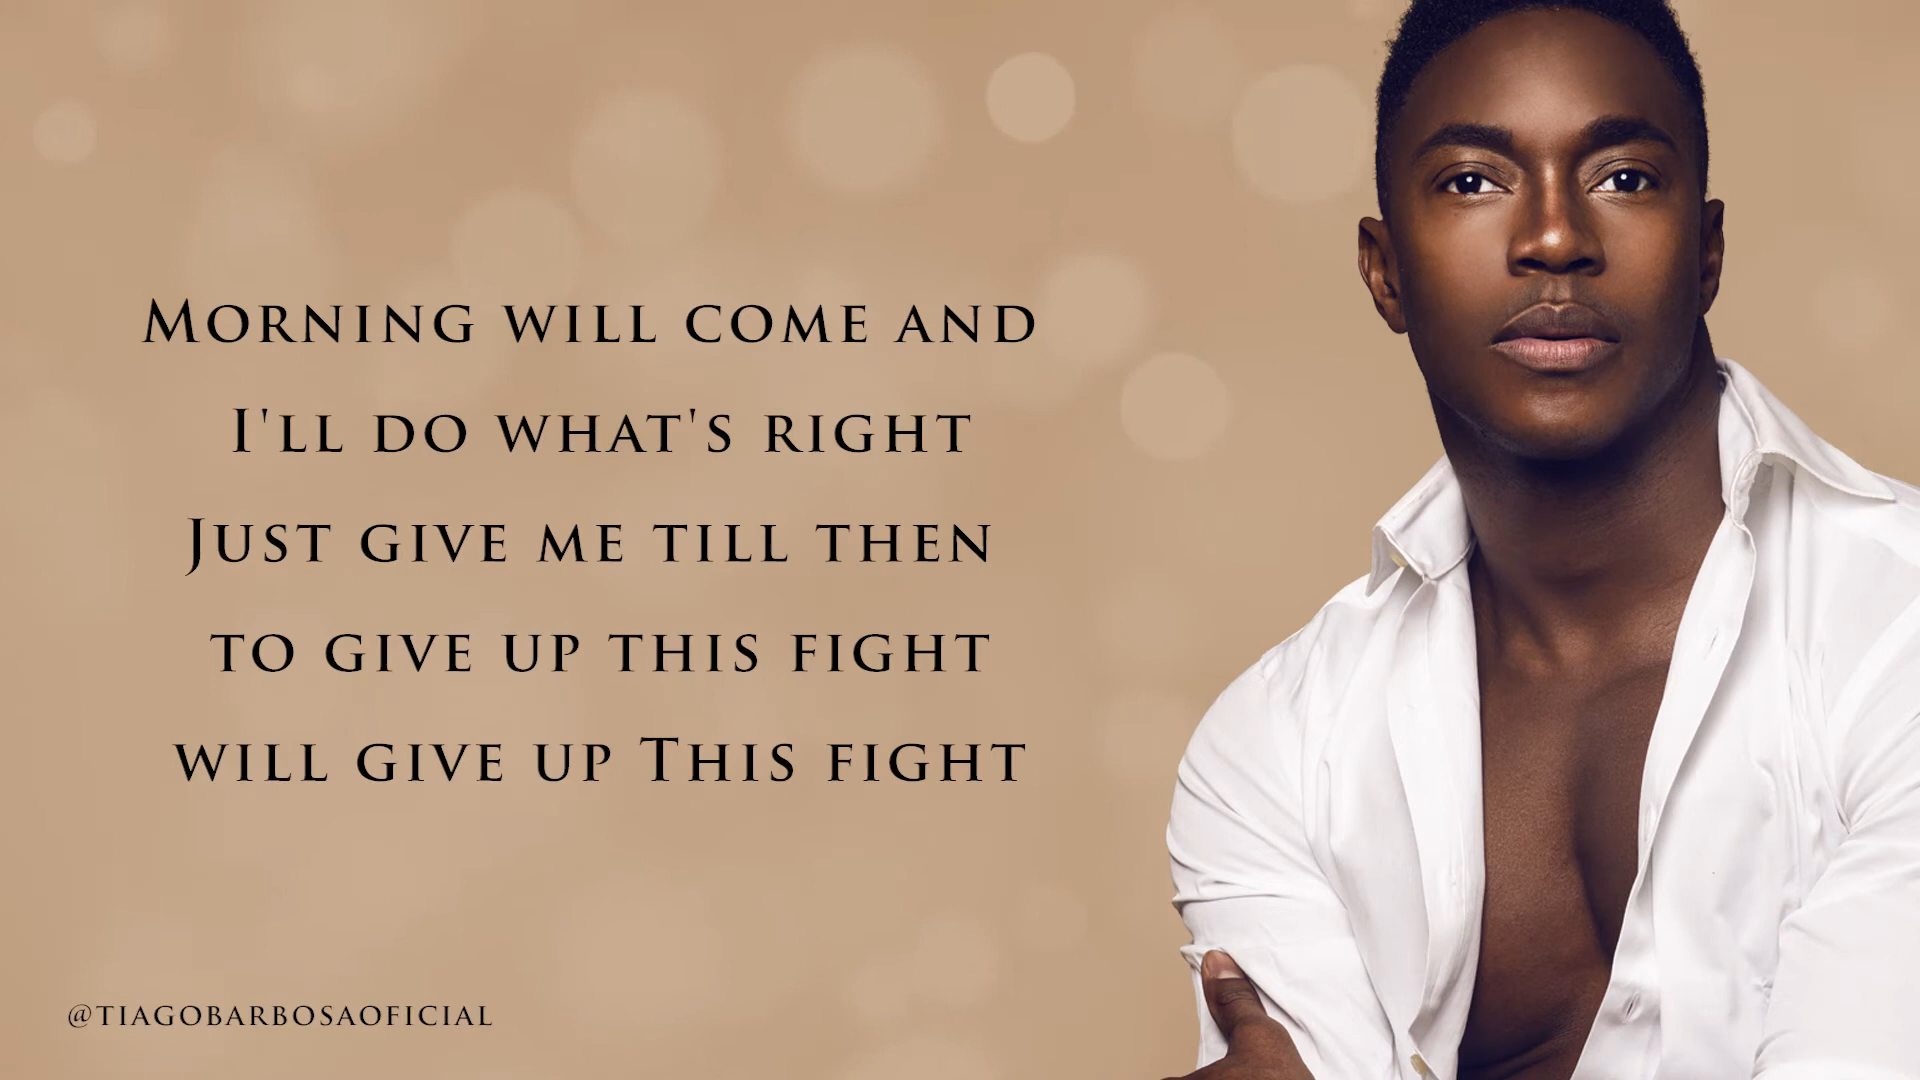 Morning will come and
I'll do what's right
Just give me till then
to give up this fight
will give up This fight
@tiagobarbosaoficial